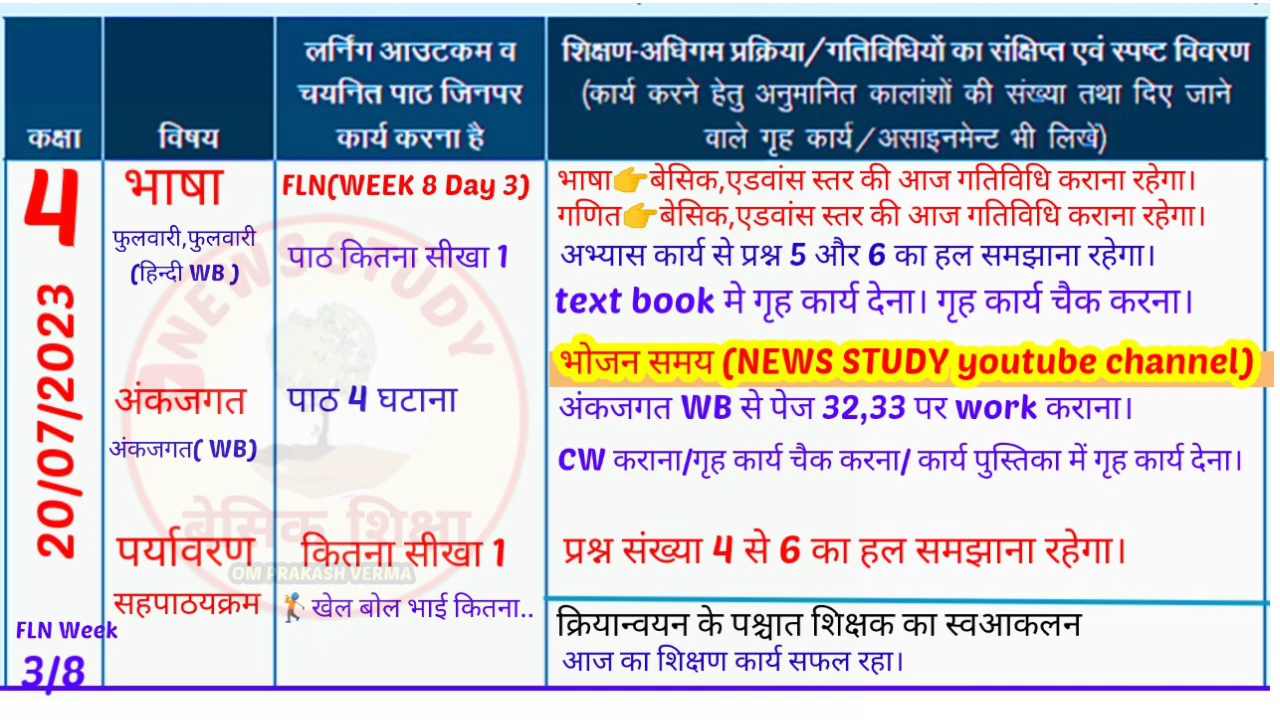 कक्षा
विषय
लर्निंग आउटकम व
चयनित पाठ जिनपर
कार्य करना है
शिक्षण-अधिगम प्रक्रिया/गतिविधियों का संक्षिप्त एवं स्पष्ट विवरण
(कार्य करने हेतु अनुमानित कालांशों की संख्या तथा दिए जाने
वाले गृह कार्य/असाइनमेन्ट भी लिखें)
4
20/07/2023
भाषा
फुलवारी,फुलवारी
(हिन्दी WB )
FLN(WEEK 8 Day 3)
पाठ कितना सीखा 1
भाषा👉बेसिक,एडवांस स्तर की आज गतिविधि कराना रहेगा।
गणित👉बेसिक,एडवांस स्तर की आज गतिविधि कराना रहेगा।
अभ्यास कार्य से प्रश्न 5 और 6 का हल समझाना रहेगा।
text book मे गृह कार्य देना। गृह कार्य चैक करना।
भोजन समय (NEWS STUDY youtube channel)
अंकजगत
अंकजगत( WB)
पाठ 4 घटाना
अंकजगत WB से पेज 32,33 पर work कराना।
CW कराना/गृह कार्य चैक करना/ कार्य पुस्तिका में गृह कार्य देना।
पर्यावरण
कितना सीखा 1
प्रश्न संख्या 4 से 6 का हल समझाना रहेगा।
सहपाठयक्रम
🏌खेल बोल भाई कितना..
क्रियान्वयन के पश्चात शिक्षक का स्वआकलन
आज का शिक्षण कार्य सफल रहा।
FLN Week
3/8
NEWS STUDY
बेसिक शिक्षा
OM PRAKASH VERMA